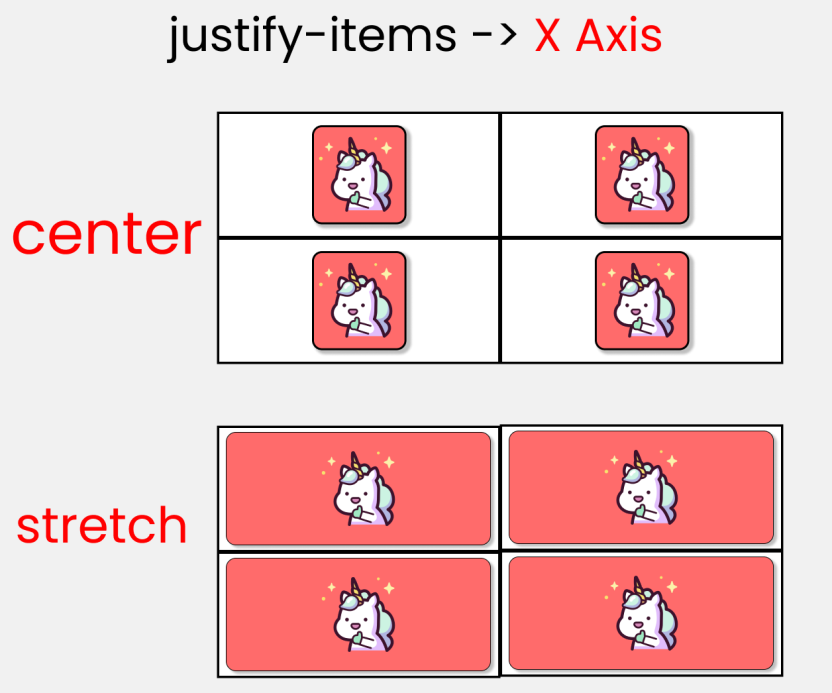 justify-items -> X Axis
center
stretch